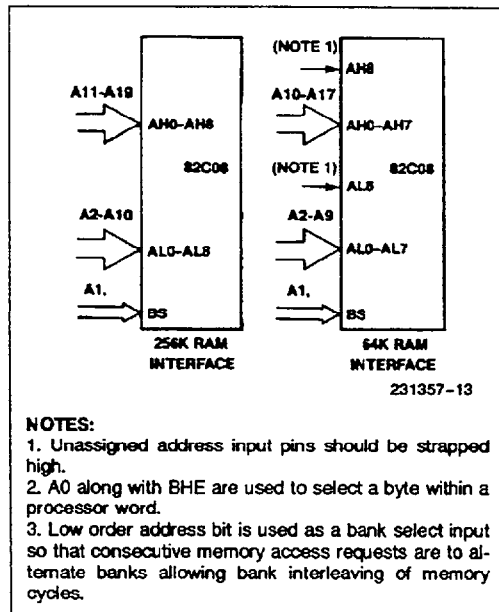 (NOTE 1)
AH8
A11-A19
AH0-AH8
82C08
A10-A17
AH0-AH7
82C08
(NOTE 1)
AL8
A2-A10
AL0-AL8
A2-A9
AL0-AL7
A1,
BS
A1,
BS
256K RAM
INTERFACE
64K RAM
INTERFACE
231357-13
NOTES:
1. Unassigned address input pins should be strapped
high.
2. A0 along with BHE are used to select a byte within a
processor word.
3. Low order address bit is used as a bank select input
so that consecutive memory access requests are to al-
ternate banks allowing bank interleaving of memory
cycles.